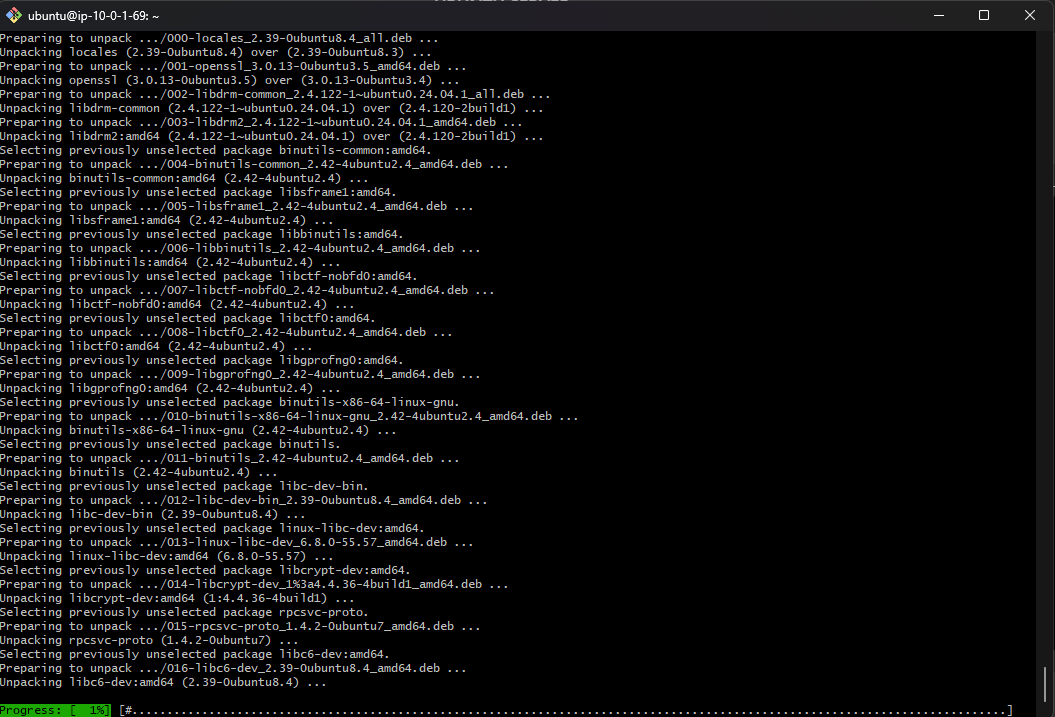 ubuntu@ip-10-0-1-69: ~
Preparing to unpack .../000-locales_2.39-0ubuntu8.4_all.deb ...
Unpacking locales (2.39-0ubuntu8.4) over (2.39-0ubuntu8.3) ...
Preparing to unpack .../001-openssl_3.0.13-0ubuntu3.5_amd64.deb ...
Unpacking openssl (3.0.13-0ubuntu3.5) over (3.0.13-0ubuntu3.4) ...
Preparing to unpack .../002-libdrm-common_2.4.122-1~ubuntu0.24.04.1_all.deb ...
Unpacking libdrm-common (2.4.122-1~ubuntu0.24.04.1) over (2.4.120-2build1) ...
Preparing to unpack .../003-libdrm2_2.4.122-1~ubuntu0.24.04.1_amd64.deb ...
Unpacking libdrm2:amd64 (2.4.122-1~ubuntu0.24.04.1) over (2.4.120-2build1) ...
Selecting previously unselected package binutils-common:amd64.
Preparing to unpack .../004-binutils-common_2.42-4ubuntu2.4_amd64.deb ...
Unpacking binutils-common:amd64 (2.42-4ubuntu2.4) ...
Selecting previously unselected package libsframe1:amd64.
Preparing to unpack .../005-libsframe1_2.42-4ubuntu2.4_amd64.deb ...
Unpacking libsframe1:amd64 (2.42-4ubuntu2.4) ...
Selecting previously unselected package libbinutils:amd64.
Preparing to unpack .../006-libbinutils_2.42-4ubuntu2.4_amd64.deb ...
Unpacking libbinutils:amd64 (2.42-4ubuntu2.4) ...
Selecting previously unselected package libctf-nobfd0:amd64.
Preparing to unpack .../007-libctf-nobfd0_2.42-4ubuntu2.4_amd64.deb ...
Unpacking libctf-nobfd0:amd64 (2.42-4ubuntu2.4) ...
Selecting previously unselected package libctf0:amd64.
Preparing to unpack .../008-libctf0_2.42-4ubuntu2.4_amd64.deb ...
Unpacking libctf0:amd64 (2.42-4ubuntu2.4) ...
Selecting previously unselected package libgprofng0:amd64.
Preparing to unpack .../009-libgprofng0_2.42-4ubuntu2.4_amd64.deb ...
Unpacking libgprofng0:amd64 (2.42-4ubuntu2.4) ...
Selecting previously unselected package binutils-x86-64-linux-gnu.
Preparing to unpack .../010-binutils-x86-64-linux-gnu_2.42-4ubuntu2.4_amd64.deb ...
Unpacking binutils-x86-64-linux-gnu (2.42-4ubuntu2.4) ...
Selecting previously unselected package binutils.
Preparing to unpack .../011-binutils_2.42-4ubuntu2.4_amd64.deb ...
Unpacking binutils (2.42-4ubuntu2.4) ...
Selecting previously unselected package libc-dev-bin.
Preparing to unpack .../012-libc-dev-bin_2.39-0ubuntu8.4_amd64.deb ...
Unpacking libc-dev-bin (2.39-0ubuntu8.4) ...
Selecting previously unselected package linux-libc-dev:amd64.
Preparing to unpack .../013-linux-libc-dev_6.8.0-55.57_amd64.deb ...
Unpacking linux-libc-dev:amd64 (6.8.0-55.57) ...
Selecting previously unselected package libcrypt-dev:amd64.
Preparing to unpack .../014-libcrypt-dev_1%3a4.4.36-4build1_amd64.deb ...
Unpacking libcrypt-dev:amd64 (1:4.4.36-4build1) ...
Selecting previously unselected package rpcsvc-proto.
Preparing to unpack .../015-rpcsvc-proto_1.4.2-0ubuntu7_amd64.deb ...
Unpacking rpcsvc-proto (1.4.2-0ubuntu7) ...
Selecting previously unselected package libc6-dev:amd64.
Preparing to unpack .../016-libc6-dev_2.39-0ubuntu8.4_amd64.deb ...
Unpacking libc6-dev:amd64 (2.39-0ubuntu8.4) ...
Progress: [  1%] [#.............................................................................................................................]